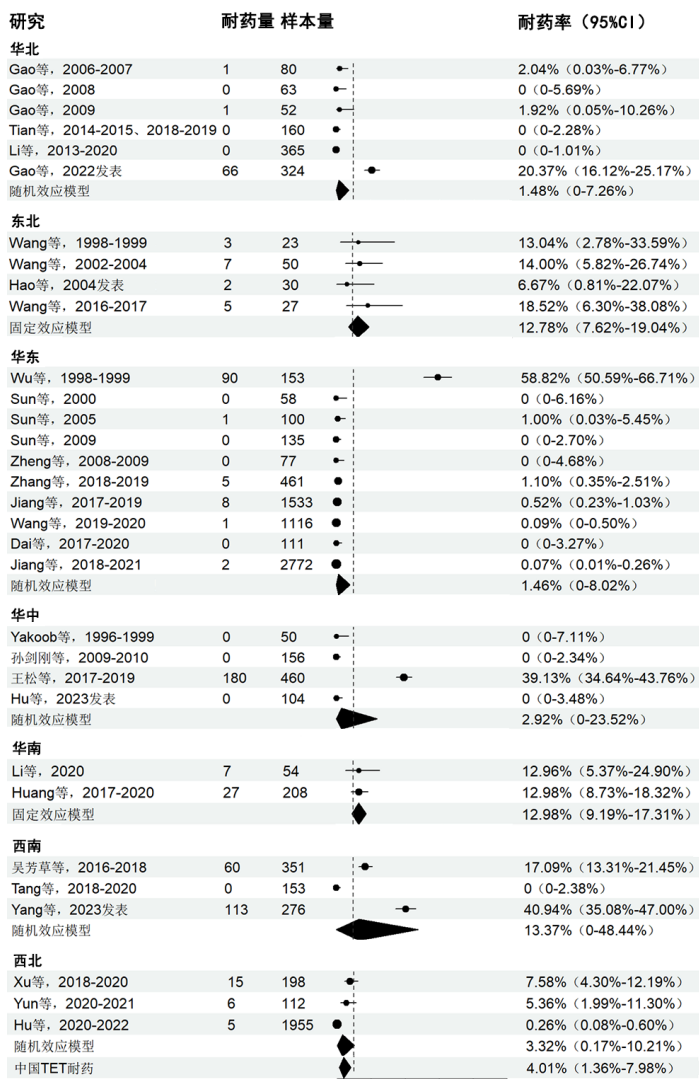 研究 耐药量 样本量 耐药率（95%CI）
华北
Gao等，2006-2007 1 80 2.04%（0.03%-6.77%）
Gao等，2008 0 63 0（0-5.69%）
Gao等，2009 1 52 1.92%（0.05%-10.26%）
Tian等，2014-2015、2018-2019 0 160 0（0-2.28%）
Li等，2013-2020 0 365 0（0-1.01%）
Gao等，2022发表 66 324 20.37%（16.12%-25.17%）
随机效应模型 1.48%（0-7.26%）
东北
Wang等，1998-1999 3 23 13.04%（2.78%-33.59%）
Wang等，2002-2004 7 50 14.00%（5.82%-26.74%）
Hao等，2004发表 2 30 6.67%（0.81%-22.07%）
Wang等，2016-2017 5 27 18.52%（6.30%-38.08%）
固定效应模型 12.78%（7.62%-19.04%）
华东
Wu等，1998-1999 90 153 58.82%（50.59%-66.71%）
Sun等，2000 0 58 0（0-6.16%）
Sun等，2005 1 100 1.00%（0.03%-5.45%）
Sun等，2009 0 135 0（0-2.70%）
Zheng等，2008-2009 0 77 0（0-4.68%）
Zhang等，2018-2019 5 461 1.10%（0.35%-2.51%）
Jiang等，2017-2019 8 1533 0.52%（0.23%-1.03%）
Wang等，2019-2020 1 1116 0.09%（0-0.50%）
Dai等，2017-2020 0 111 0（0-3.27%）
Jiang等，2018-2021 2 2772 0.07%（0.01%-0.26%）
随机效应模型 1.46%（0-8.02%）
华中
Yakoob等，1996-1999 0 50 0（0-7.11%）
孙剑刚等，2009-2010 0 156 0（0-2.34%）
王松等，2017-2019 180 460 39.13%（34.64%-43.76%）
Hu等，2023发表 0 104 0（0-3.48%）
随机效应模型 2.92%（0-23.52%）
华南
Li等，2020 7 54 12.96%（5.37%-24.90%）
Huang等，2017-2020 27 208 12.98%（8.73%-18.32%）
固定效应模型 12.98%（9.19%-17.31%）
西南
吴芳草等，2016-2018 60 351 17.09%（13.31%-21.45%）
Tang等，2018-2020 0 153 0（0-2.38%）
Yang等，2023发表 113 276 40.94%（35.08%-47.00%）
随机效应模型 13.37%（0-48.44%）
西北
Xu等，2018-2020 15 198 7.58%（4.30%-12.19%）
Yun等，2020-2021 6 112 5.36%（1.99%-11.30%）
Hu等，2020-2022 5 1955 0.26%（0.08%-0.60%）
随机效应模型 3.32%（0.17%-10.21%）
中国TET耐药 4.01%（1.36%-7.98%）